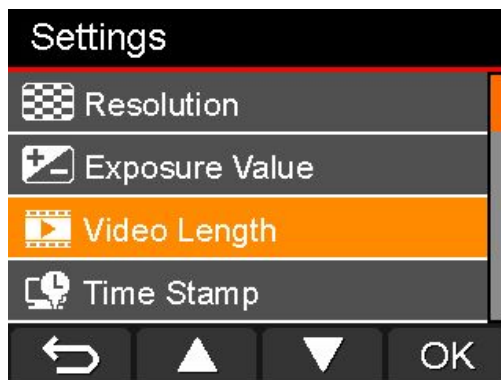 Settings
Resolution
Exposure Value
Video Length
Time Stamp
OK